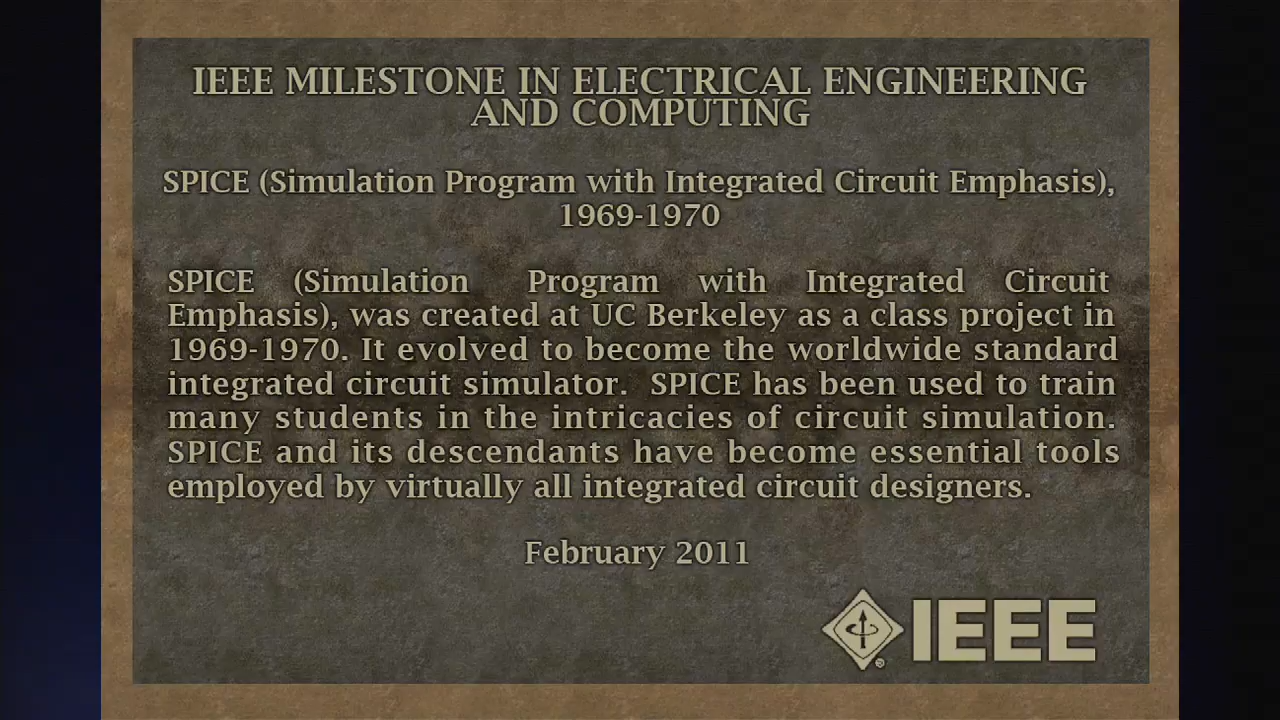 IEEE MILESTONE IN ELECTRICAL ENGINEERING
AND COMPUTING
SPICE (Simulation Program with Integrated Circuit Emphasis),
1969-1970
SPICE (Simulation Program with Integrated Circuit
Emphasis), was created at UC Berkeley as a class project in
1969-1970. It evolved to become the worldwide standard
integrated circuit simulator. SPICE has been used to train
many students in the intricacies of circuit simulation.
SPICE and its descendants have become essential tools
employed by virtually all integrated circuit designers.
February 2011
IEEE